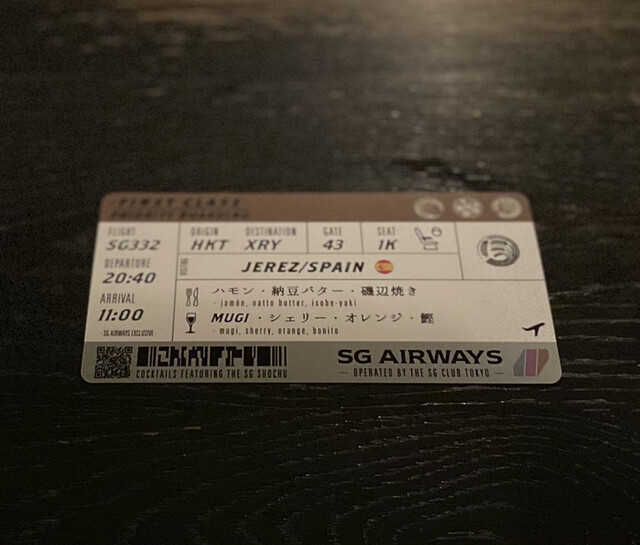 FIRST CLASS
PRIORITY BOARDING
FLIGHT
SG332
ORIGIN
HKT
DESTINATION
XRY
GATE
43
SEAT
1K
DEPARTURE
20:40
JEREZ/SPAIN
ARRIVAL
11:00
- SG AIRWAYS EXCLUSIVE -
ハモン・納豆バター・磯辺焼き
- jamón, natto butter, isobe-yaki
MUGI・シェリー・オレンジ・鰹
- mugi, sherry, orange, bonito
COCKTAILS FEATURING THE SG SHOCHU
SG AIRWAYS
— OPERATED BY THE SG CLUB TOKYO —